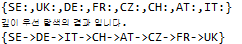 {SE:,UK:,DE:,FR:,CZ:,CH:,AT:,IT:}
깊이 우선 탐색의 결과 입니다.
{SE->DE->IT->CH->AT->CZ->FR->UK}